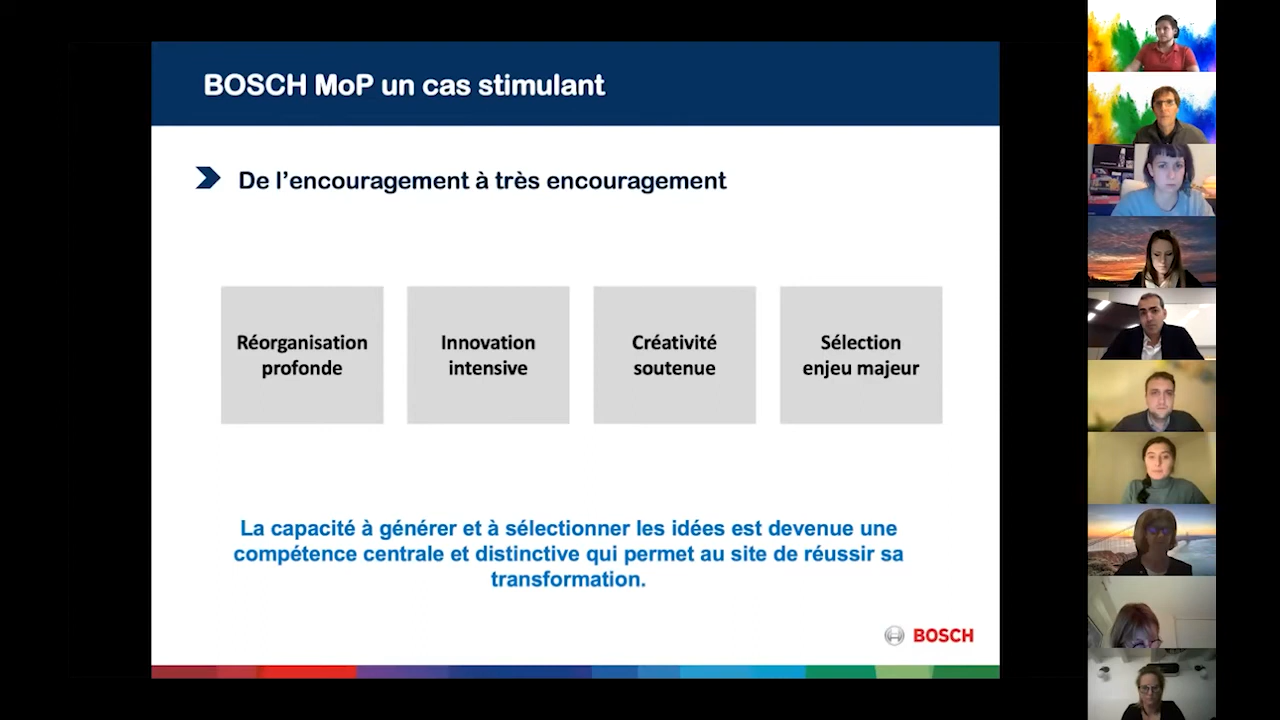 BOSCH MoP un cas stimulant
De l’encouragement à très encouragement
Réorganisation
profonde
Innovation
intensive
Créativité
soutenue
Sélection
enjeu majeur
La capacité à générer et à sélectionner les idées est devenue une
compétence centrale et distinctive qui permet au site de réussir sa
transformation.
BOSCH